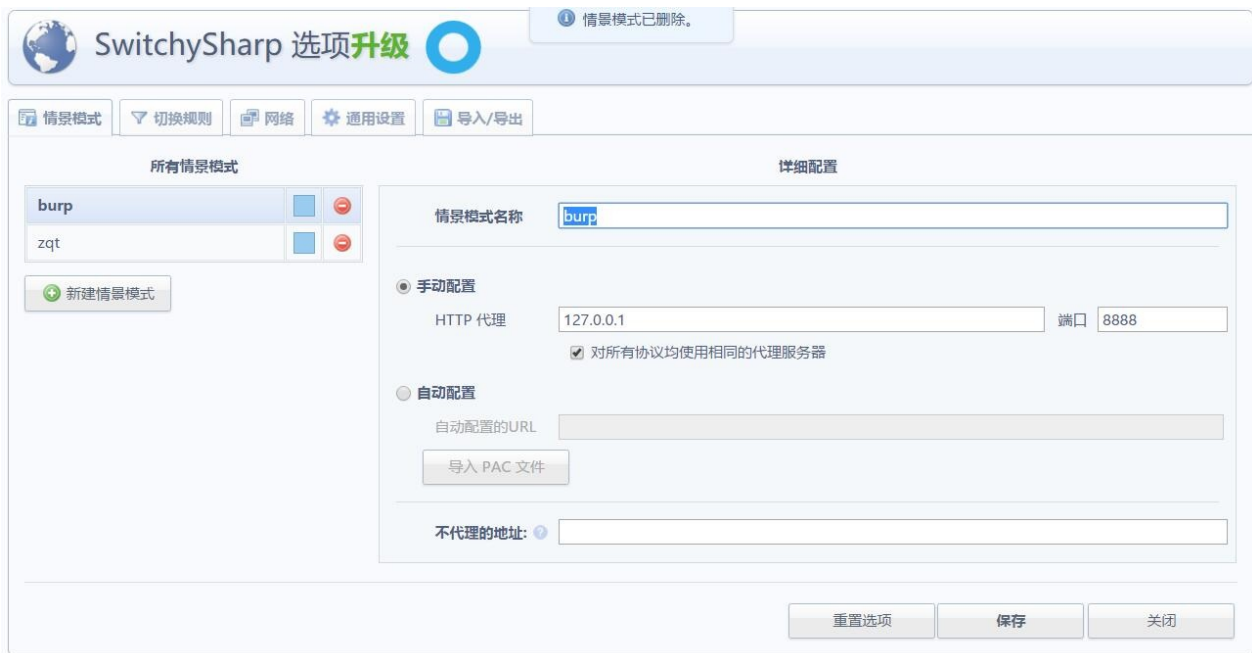 情景模式已删除。
SwitchySharp 选项升级
情景模式 切换规则 网络 通用设置 导入/导出
所有情景模式
burp
zqt
新建情景模式
详细配置
情景模式名称 burp
手动配置
HTTP 代理 127.0.0.1 端口 8888
对所有协议均使用相同的代理服务器
自动配置
自动配置的URL
导入 PAC 文件
不代理的地址:
重置选项 保存 关闭